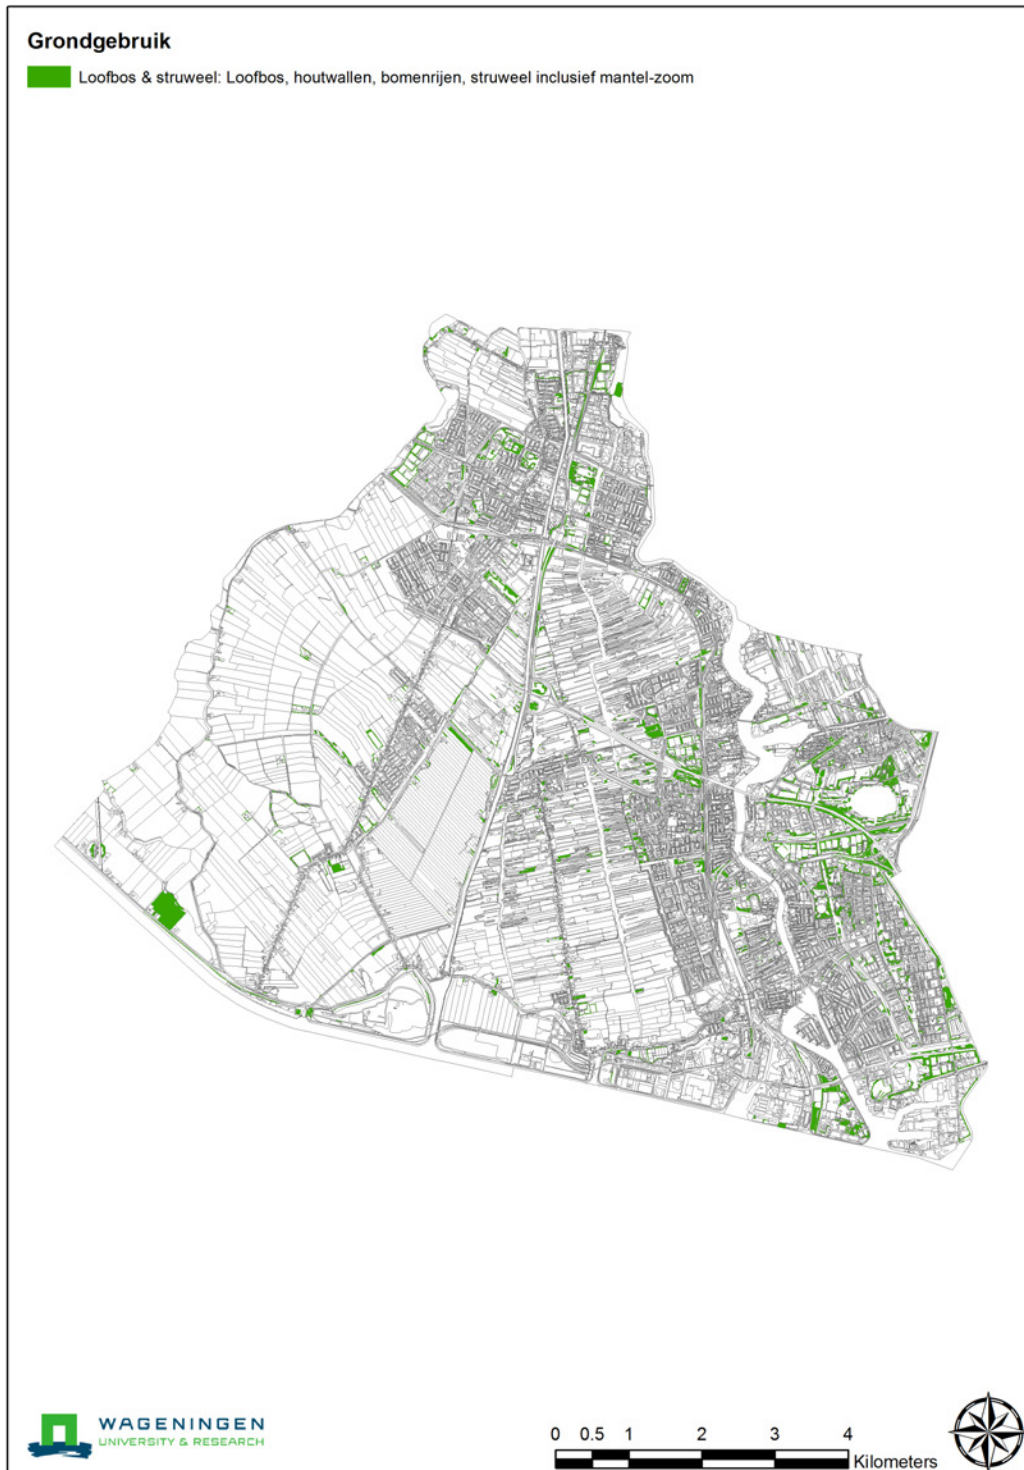 Grondgebruik
Loofbos & struweel: Loofbos, houtwallen, bomenrijen, struweel inclusief mantel-zoom
WAGENINGEN
UNIVERSITY & RESEARCH
0 0.5 1 2 3 4
Kilometers